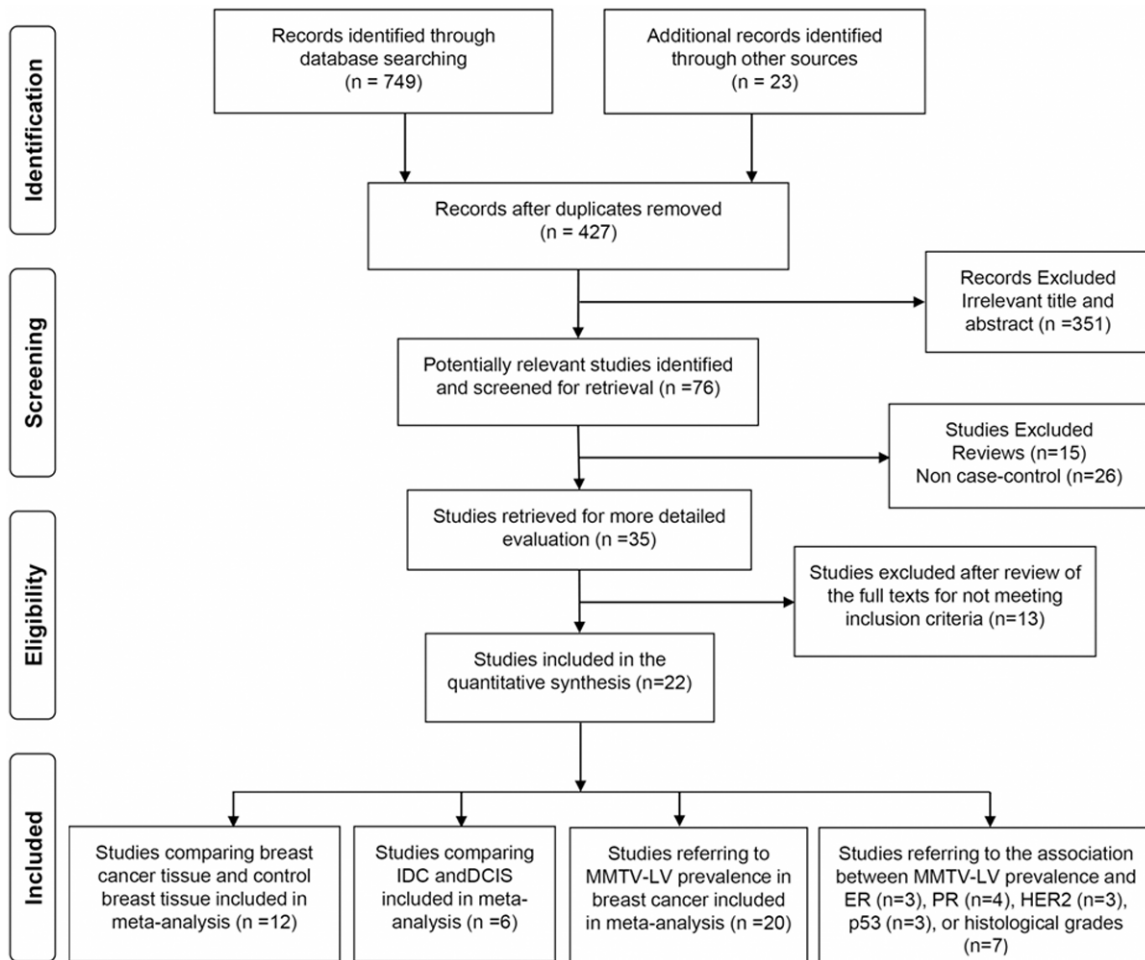 Identification
Records identified through
database searching
(n = 749)
Additional records identified
through other sources
(n = 23)
Records after duplicates removed
(n = 427)
Screening
Records Excluded
Irrelevant title and
abstract (n =351)
Potentially relevant studies identified
and screened for retrieval (n =76)
Studies Excluded
Reviews (n=15)
Non case-control (n=26)
Eligibility
Studies retrieved for more detailed
evaluation (n =35)
Studies excluded after review of
the full texts for not meeting
inclusion criteria (n=13)
Studies included in the
quantitative synthesis (n=22)
Included
Studies comparing breast
cancer tissue and control
breast tissue included in
meta-analysis (n =12)
Studies comparing
IDC andDCIS
included in meta-
analysis (n =6)
Studies referring to
MMTV-LV prevalence in
breast cancer included
in meta-analysis (n =20)
Studies referring to the association
between MMTV-LV prevalence and
ER (n=3), PR (n=4), HER2 (n=3),
p53 (n=3), or histological grades
(n=7)